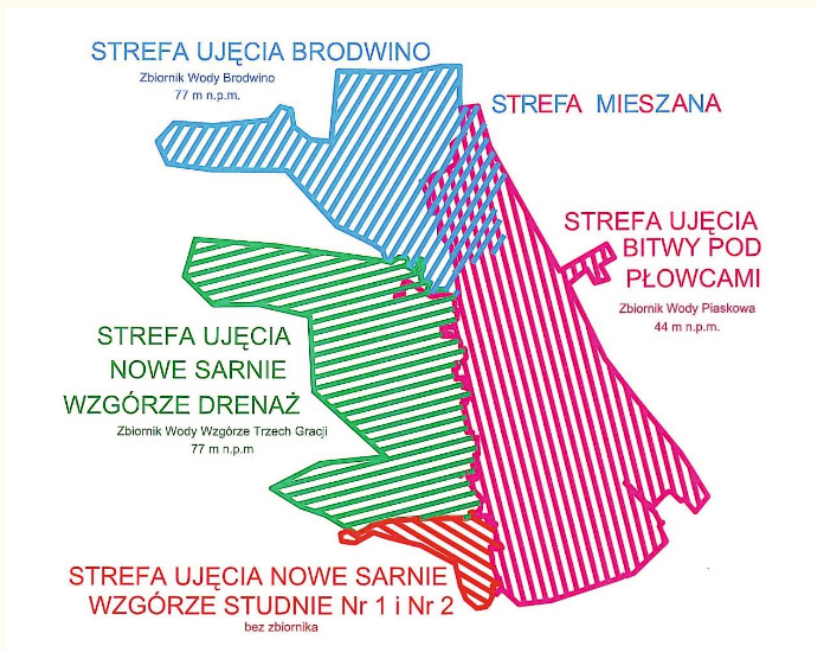 STREFA UJĘCIA BRODWINO
Zbiornik Wody Brodwino
77 m n.p.m.
STREFA MIESZANA
STREFA UJĘCIA
BITWY POD
PŁOWCAMI
Zbiornik Wody Piaskowa
44 m n.p.m.
STREFA UJĘCIA
NOWE SARNIE
WZGÓRZE DRENAŻ
Zbiornik Wody Wzgórze Trzech Gracji
77 m n.p.m
STREFA UJĘCIA NOWE SARNIE
WZGÓRZE STUDNIE Nr 1 i Nr 2
bez zbiornika